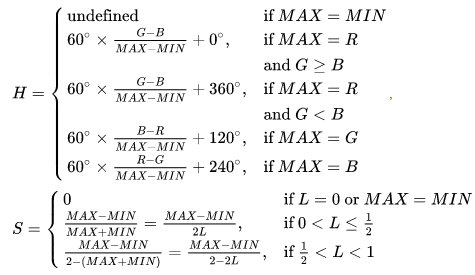 H = { undefined if MAX = MIN
60° × (G−B)/(MAX−MIN) + 0°, if MAX = R
and G ≥ B
60° × (G−B)/(MAX−MIN) + 360°, if MAX = R
and G < B
60° × (B−R)/(MAX−MIN) + 120°, if MAX = G
60° × (R−G)/(MAX−MIN) + 240°, if MAX = B
S = { 0 if L = 0 or MAX = MIN
(MAX−MIN)/(MAX+MIN) = (MAX−MIN)/(2L), if 0 < L ≤ 1/2
(MAX−MIN)/(2−(MAX+MIN)) = (MAX−MIN)/(2−2L), if 1/2 < L < 1